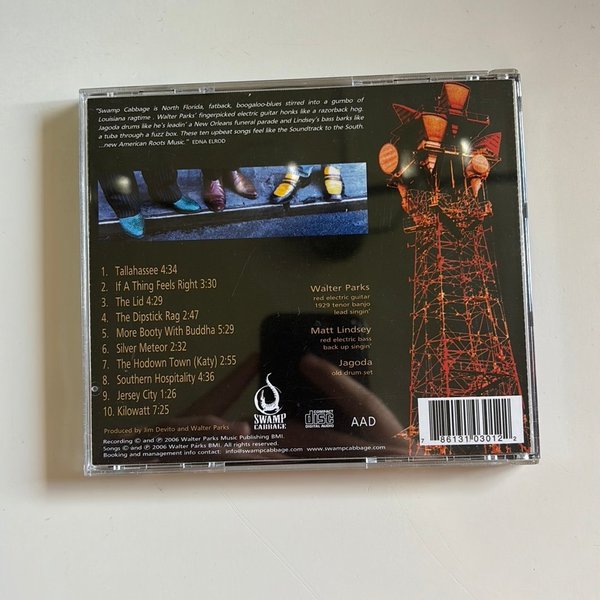 "Swamp Cabbage is North Florida, fatback, boogaloo-blues stirred into a gumbo of
Louisiana ragtime . Walter Parks' fingerpicked electric guitar honks like a razorback hog.
Jagoda drums like he's leadin' a New Orleans funeral parade and Lindsey's bass barks like
a tuba through a fuzz box. These ten upbeat songs feel like the Soundtrack to the South.
...new American Roots Music." EDNA ELROD
1. Tallahassee 4:34
2. If A Thing Feels Right 3:30
3. The Lid 4:29
4. The Dipstick Rag 2:47
5. More Booty With Buddha 5:29
6. Silver Meteor 2:32
7. The Hodown Town (Katy) 2:55
8. Southern Hospitality 4:36
9. Jersey City 1:26
10. Kilowatt 7:25
Walter Parks
red electric guitar
1929 tenor banjo
lead singin'
Matt Lindsey
red electric bass
back up singin'
Jagoda
old drum set
SWAMP
CABBAGE
COMPACT
disc
DIGITAL AUDIO
AAD
7 86131 03012 2
Produced by Jim Devito and Walter Parks
Recording © and ℗ 2006 Walter Parks Music Publishing BMI.
Songs © and ℗ 2006 Walter Parks BMI. All rights reserved.
Booking and management info contact: info@swampcabbage.com www.swampcabbage.com